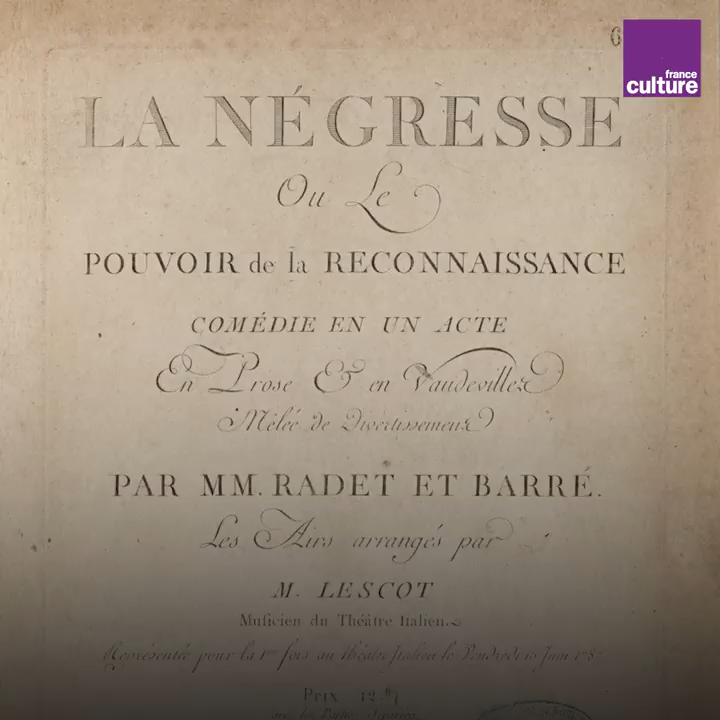 france
culture
LA NÉGRESSE
Ou Le
POUVOIR de la RECONNAISSANCE
COMÉDIE EN UN ACTE
En Prose & en Vaudevilles
Mêlée de Divertissemens
PAR MM. RADET ET BARRÉ.
Les Airs arrangés par
M. LESCOT
Musicien du Théâtre Italien.
Représentée pour la 1re fois au Théâtre Italien le Vendredi 15 Juin
Prix 12